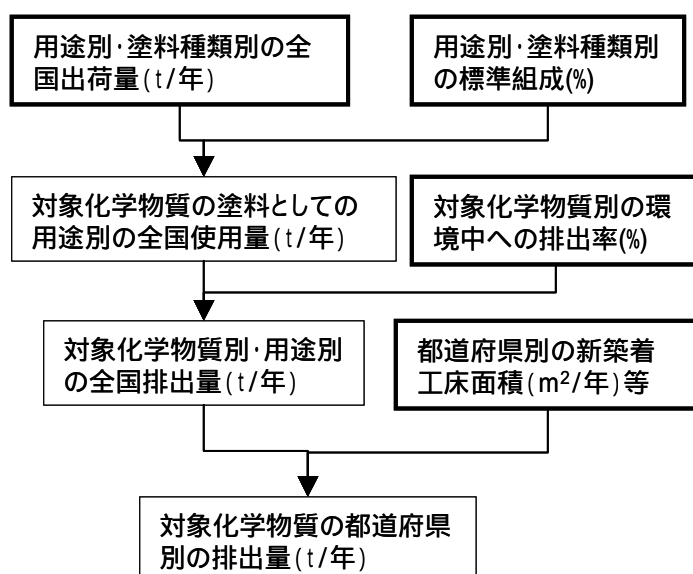 用途別・塗料種類別の全
国出荷量(t/年)
用途別・塗料種類別
の標準組成(%)
対象化学物質の塗料としての
用途別の全国使用量(t/年)
対象化学物質別の環
境中への排出率(%)
対象化学物質別・用途別
の全国排出量(t/年)
都道府県別の新築着
工床面積(m²/年)等
対象化学物質の都道府県
別の排出量(t/年)